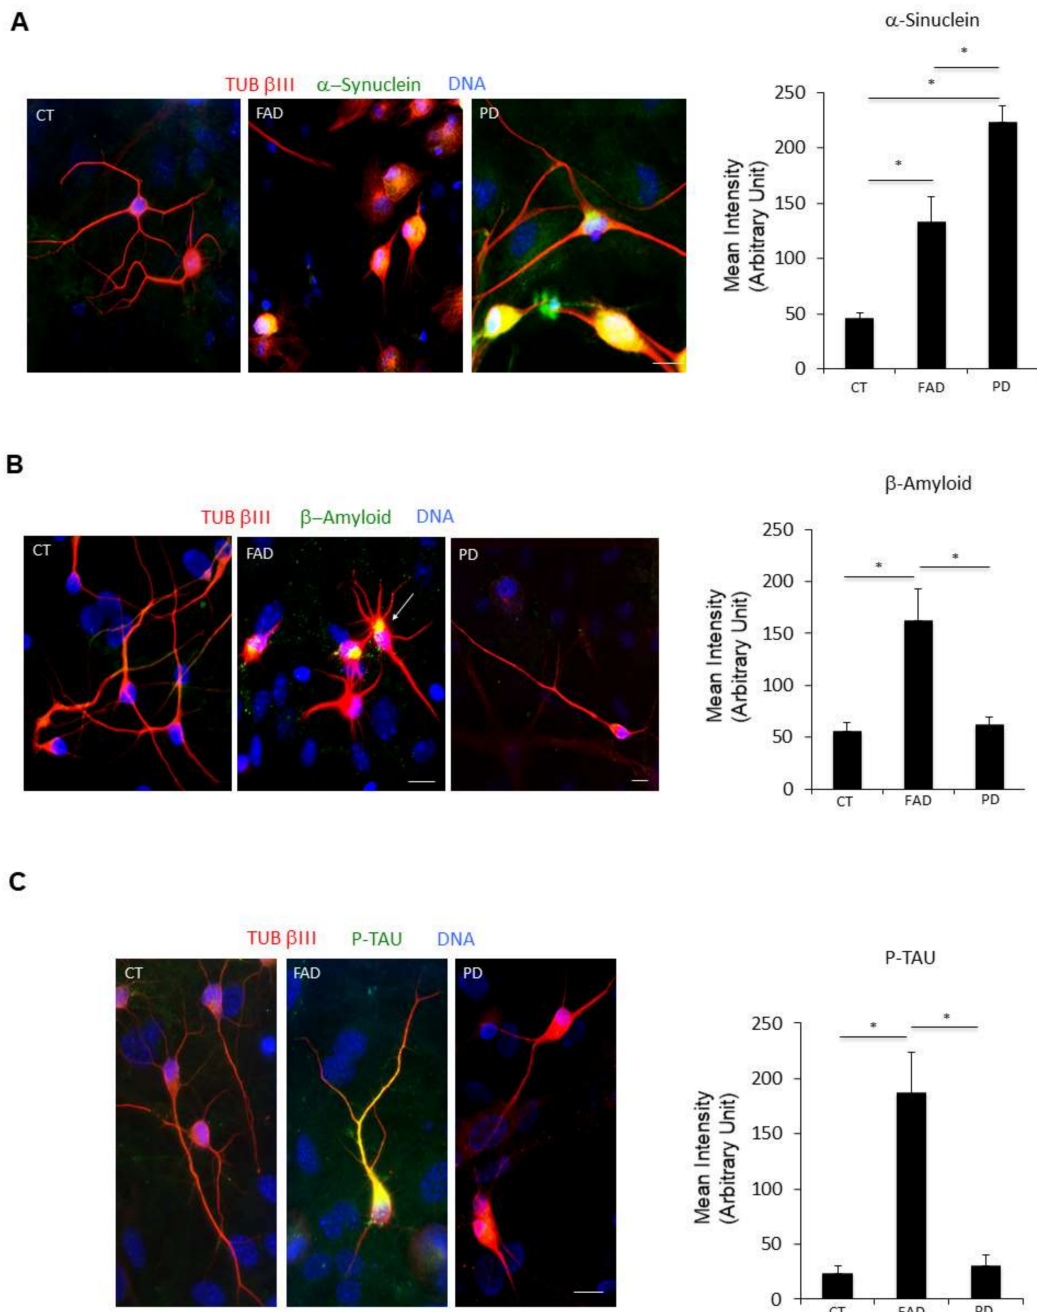 A
α-Sinuclein
TUB βIII α–Synuclein DNA
CT
FAD
PD
Mean Intensity
(Arbitrary Unit)
250
200
150
100
50
0
*
*
*
CT FAD PD
B
β-Amyloid
TUB βIII β–Amyloid DNA
CT
FAD
PD
Mean Intensity
(Arbitrary Unit)
250
200
150
100
50
0
* *
CT FAD PD
C
TUB βIII P-TAU DNA
P-TAU
CT
FAD
PD
Mean Intensity
(Arbitrary Unit)
250
200
150
100
50
0
* *
CT FAD PD